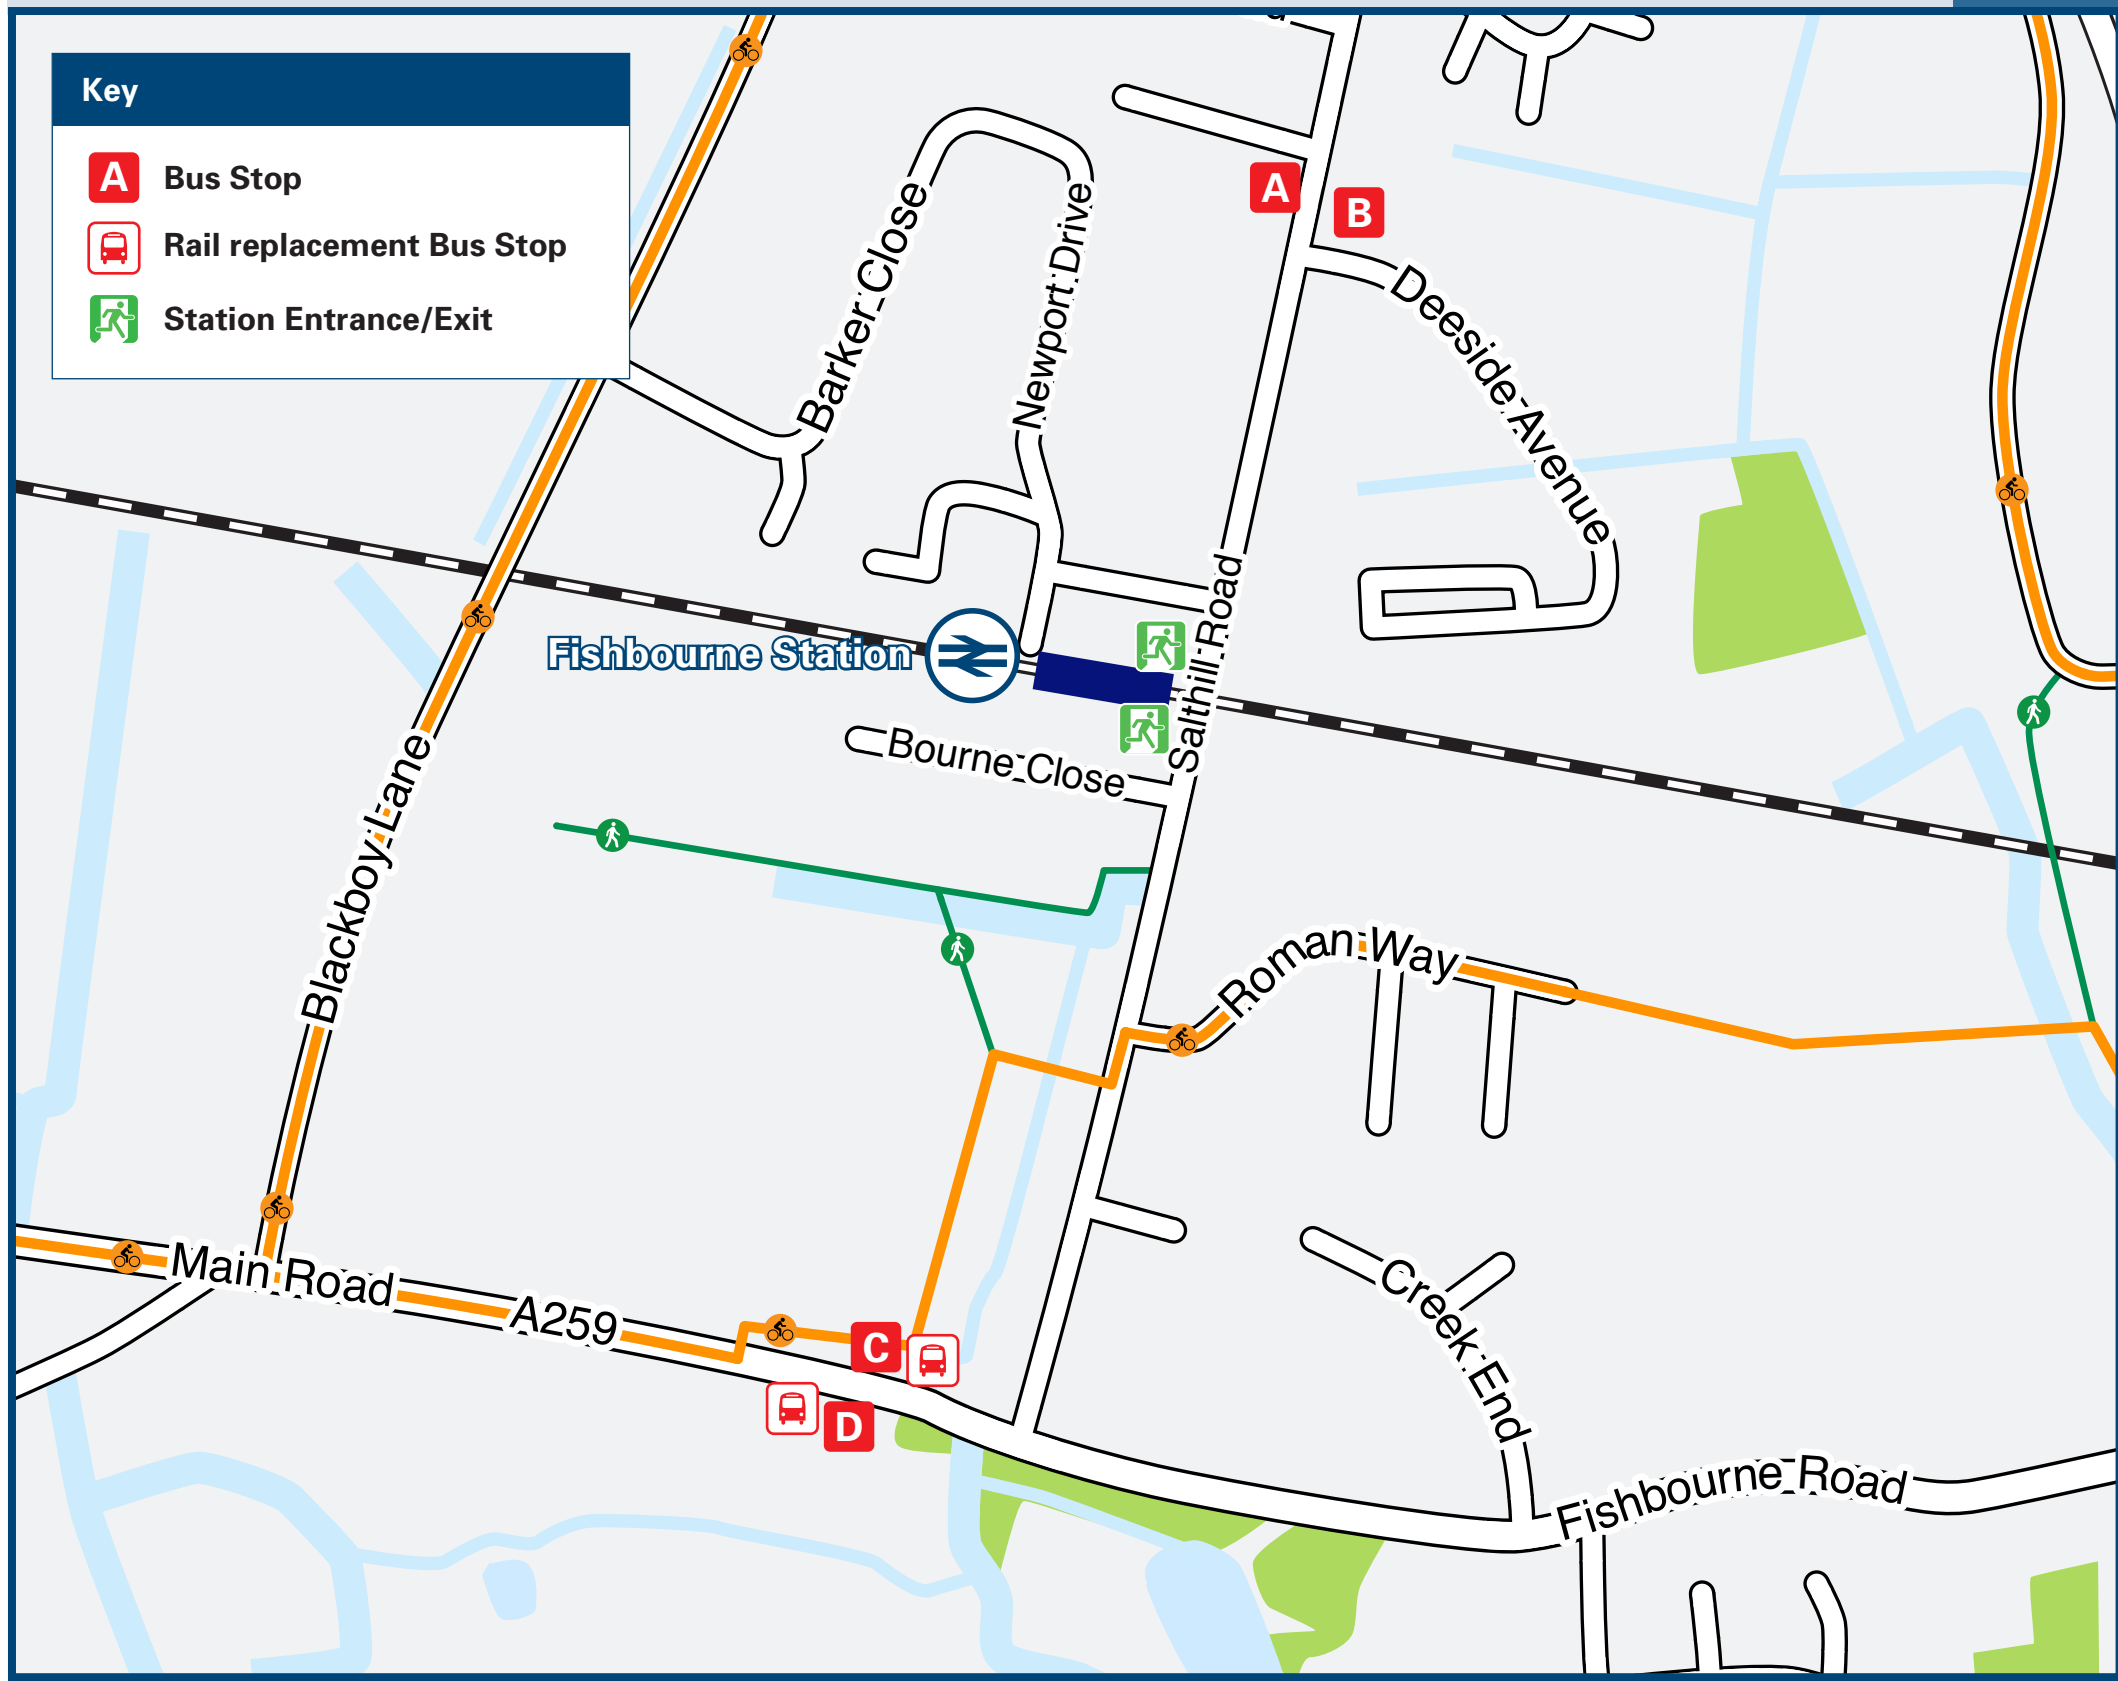 Key
A Bus Stop
Rail replacement Bus Stop
Station Entrance/Exit
A
B
Barker Close
Newport Drive
Deeside Avenue
Fishbourne Station
Salthill Road
Bourne Close
Blackboy Lane
Roman Way
Main Road
A259
C
D
Creek End
Fishbourne Road